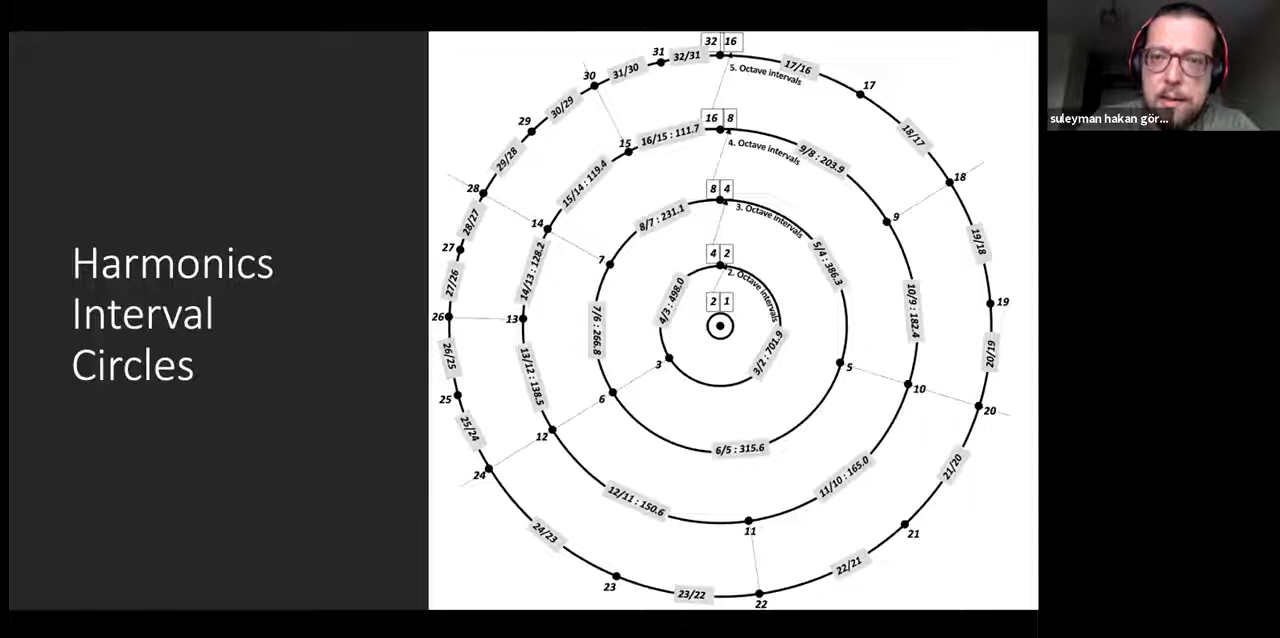 Harmonics
Interval
Circles
32 16
5. Octave intervals
17/16
17
18/17
18
19/18
19
20/19
20
21/20
21
22/21
22
23/22
23
24/23
24
25/24
25
26/25
26
27/26
27
28/27
28
29/28
29
30/29
30
31/30
31
32/31
16 8
4. Octave intervals
9/8 : 203.9
9
10/9 : 182.4
10
11/10 : 165.0
11
12/11 : 150.6
12
13/12 : 138.5
13
14/13 : 128.2
14
15/14 : 119.4
15
16/15 : 111.7
8 4
3. Octave intervals
5/4 : 386.3
5
6/5 : 315.6
6
7/6 : 266.8
7
8/7 : 231.1
4 2
2. Octave intervals
3/2 : 701.9
3
4/3 : 498.0
2 1
suleyman hakan gör...